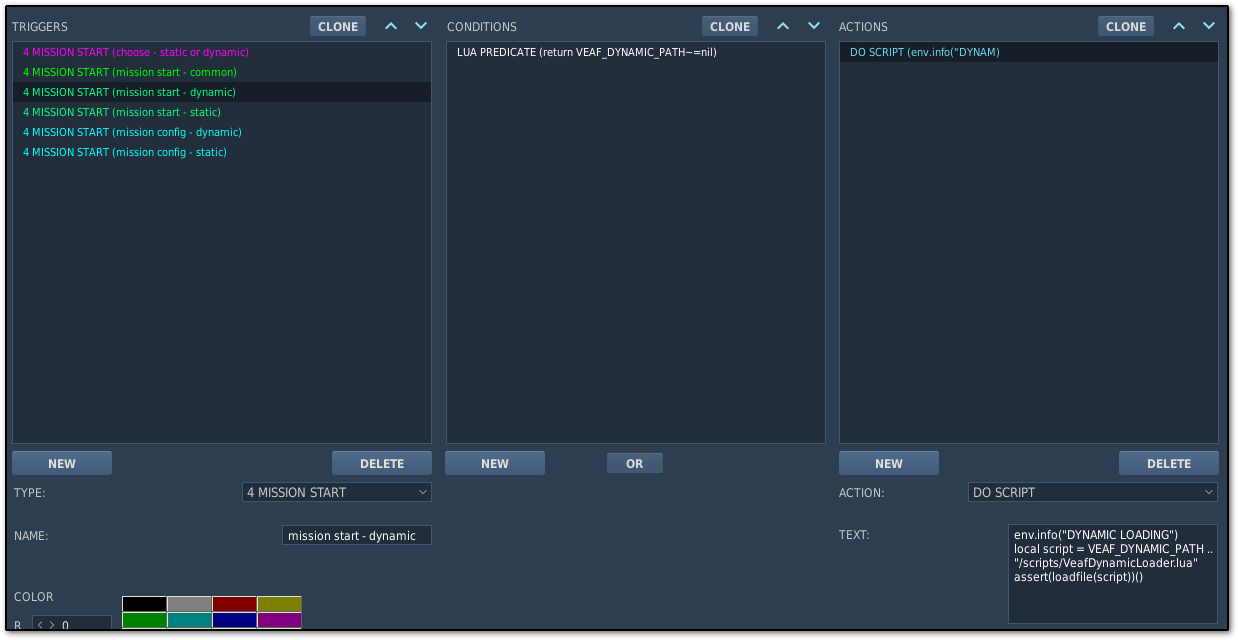 TRIGGERS
CLONE
CONDITIONS
CLONE
ACTIONS
CLONE
4 MISSION START (choose - static or dynamic)
4 MISSION START (mission start - common)
4 MISSION START (mission start - dynamic)
4 MISSION START (mission start - static)
4 MISSION START (mission config - dynamic)
4 MISSION START (mission config - static)
LUA PREDICATE (return VEAF_DYNAMIC_PATH~=nil)
DO SCRIPT (env.info("DYNAM)
NEW
DELETE
NEW
OR
NEW
DELETE
TYPE:
4 MISSION START
ACTION:
DO SCRIPT
NAME:
mission start - dynamic
TEXT:
env.info("DYNAMIC LOADING")
local script = VEAF_DYNAMIC_PATH ..
"/scripts/VeafDynamicLoader.lua"
assert(loadfile(script))()
COLOR
R
< >
0